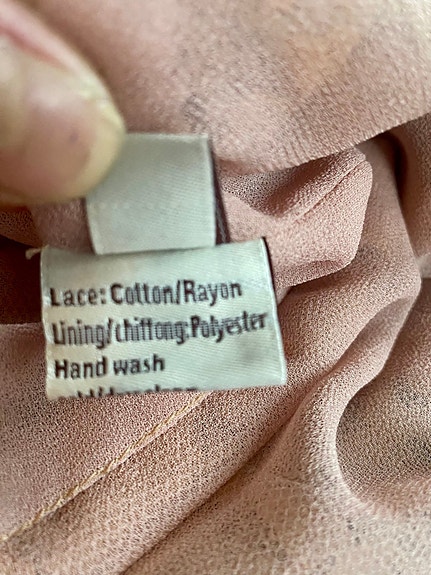 Lace: Cotton/Rayon
Lining/chiffong:Polyester
Hand wash